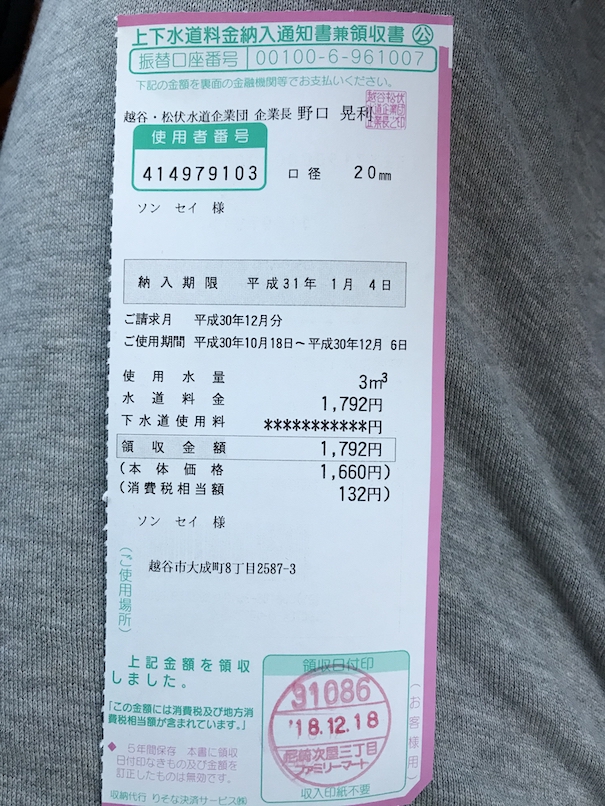 上下水道料金納入通知書兼領収書 公
振替口座番号 00100-6-961007
下記の金額を裏面の金融機関等でお支払いください。
越谷・松伏水道企業団 企業長 野口 晃利
越谷松伏
水道企業団
企業長之印
使用者番号
414979103 口径 20mm
ソン セイ 様
納入期限 平成31年 1月 4日
ご請求月 平成30年12月分
ご使用期間 平成30年10月18日～平成30年12月 6日
使用水量 3m³
水道料金 1,792円
下水道使用料 ***********円
領収金額 1,792円
(本体価格 1,660円)
(消費税相当額 132円)
ソン セイ 様
(ご使用場所)
越谷市大成町8丁目2587-3
上記金額を領収
しました。
「この金額には消費税及び地方消
費税相当額が含まれています。」
◆ 5年間保存 本書に領収
日付印なきもの及び金額を
訂正したものは無効です。
収納代行 りそな決済サービス㈱
領収日付印
91086
'18.12.18
尼崎次屋三丁目
ファミリーマート
収入印紙不要
(お客様用)